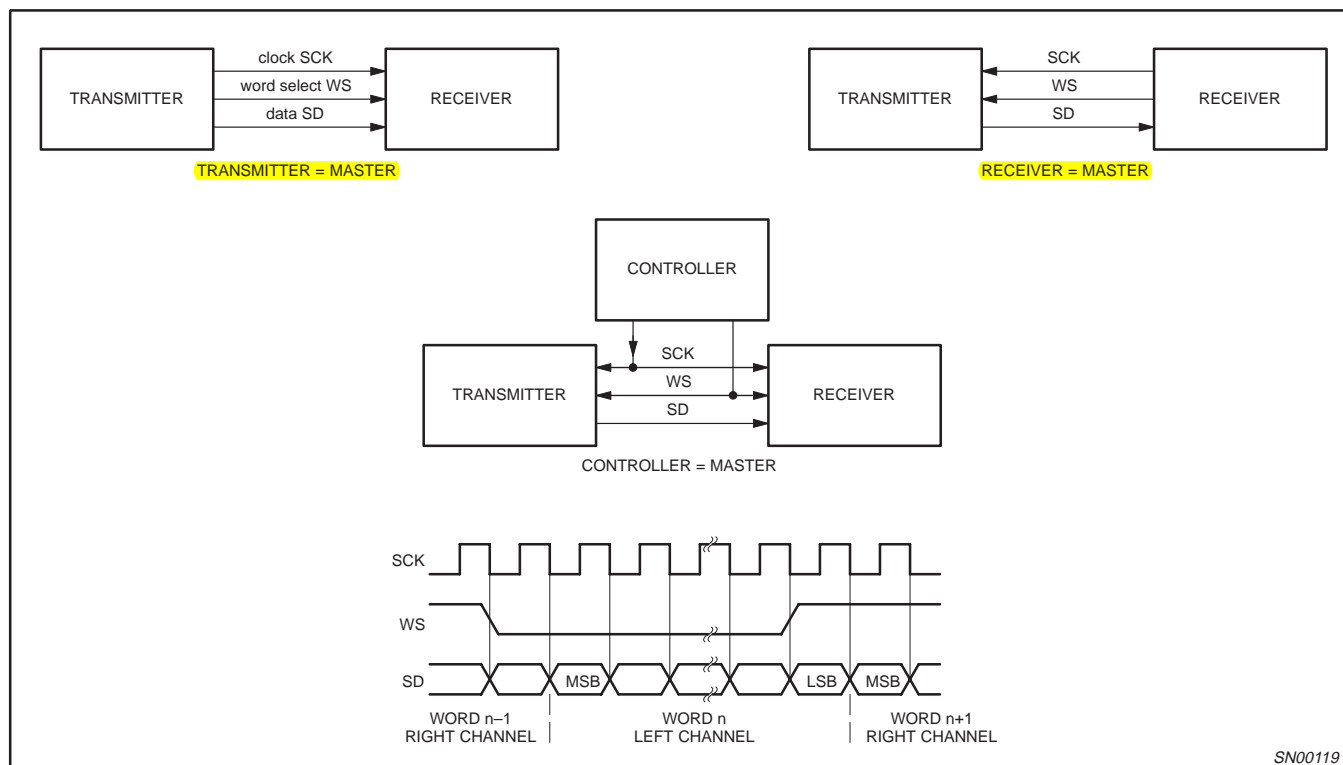 clock SCK
TRANSMITTER
word select WS
RECEIVER
data SD
TRANSMITTER = MASTER
SCK
TRANSMITTER
WS
RECEIVER
SD
RECEIVER = MASTER
CONTROLLER
SCK
TRANSMITTER
WS
RECEIVER
SD
CONTROLLER = MASTER
SCK
WS
SD
MSB
LSB
MSB
WORD n–1
RIGHT CHANNEL
WORD n
LEFT CHANNEL
WORD n+1
RIGHT CHANNEL
SN00119